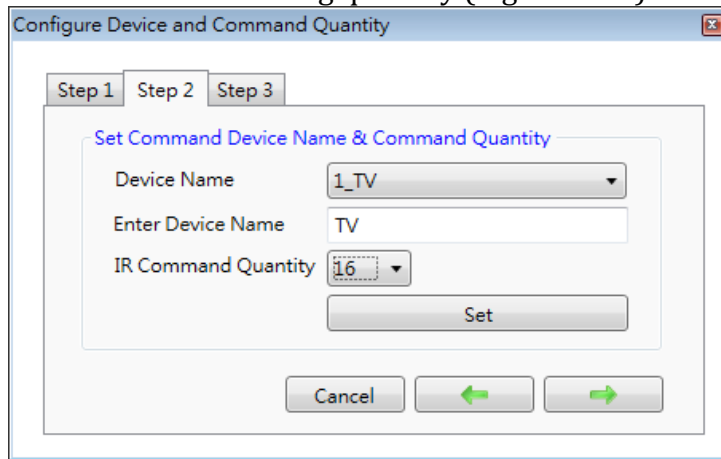 Configure Device and Command Quantity
Step 1 Step 2 Step 3
Set Command Device Name & Command Quantity
Device Name 1_TV
Enter Device Name TV
IR Command Quantity 16
Set
Cancel